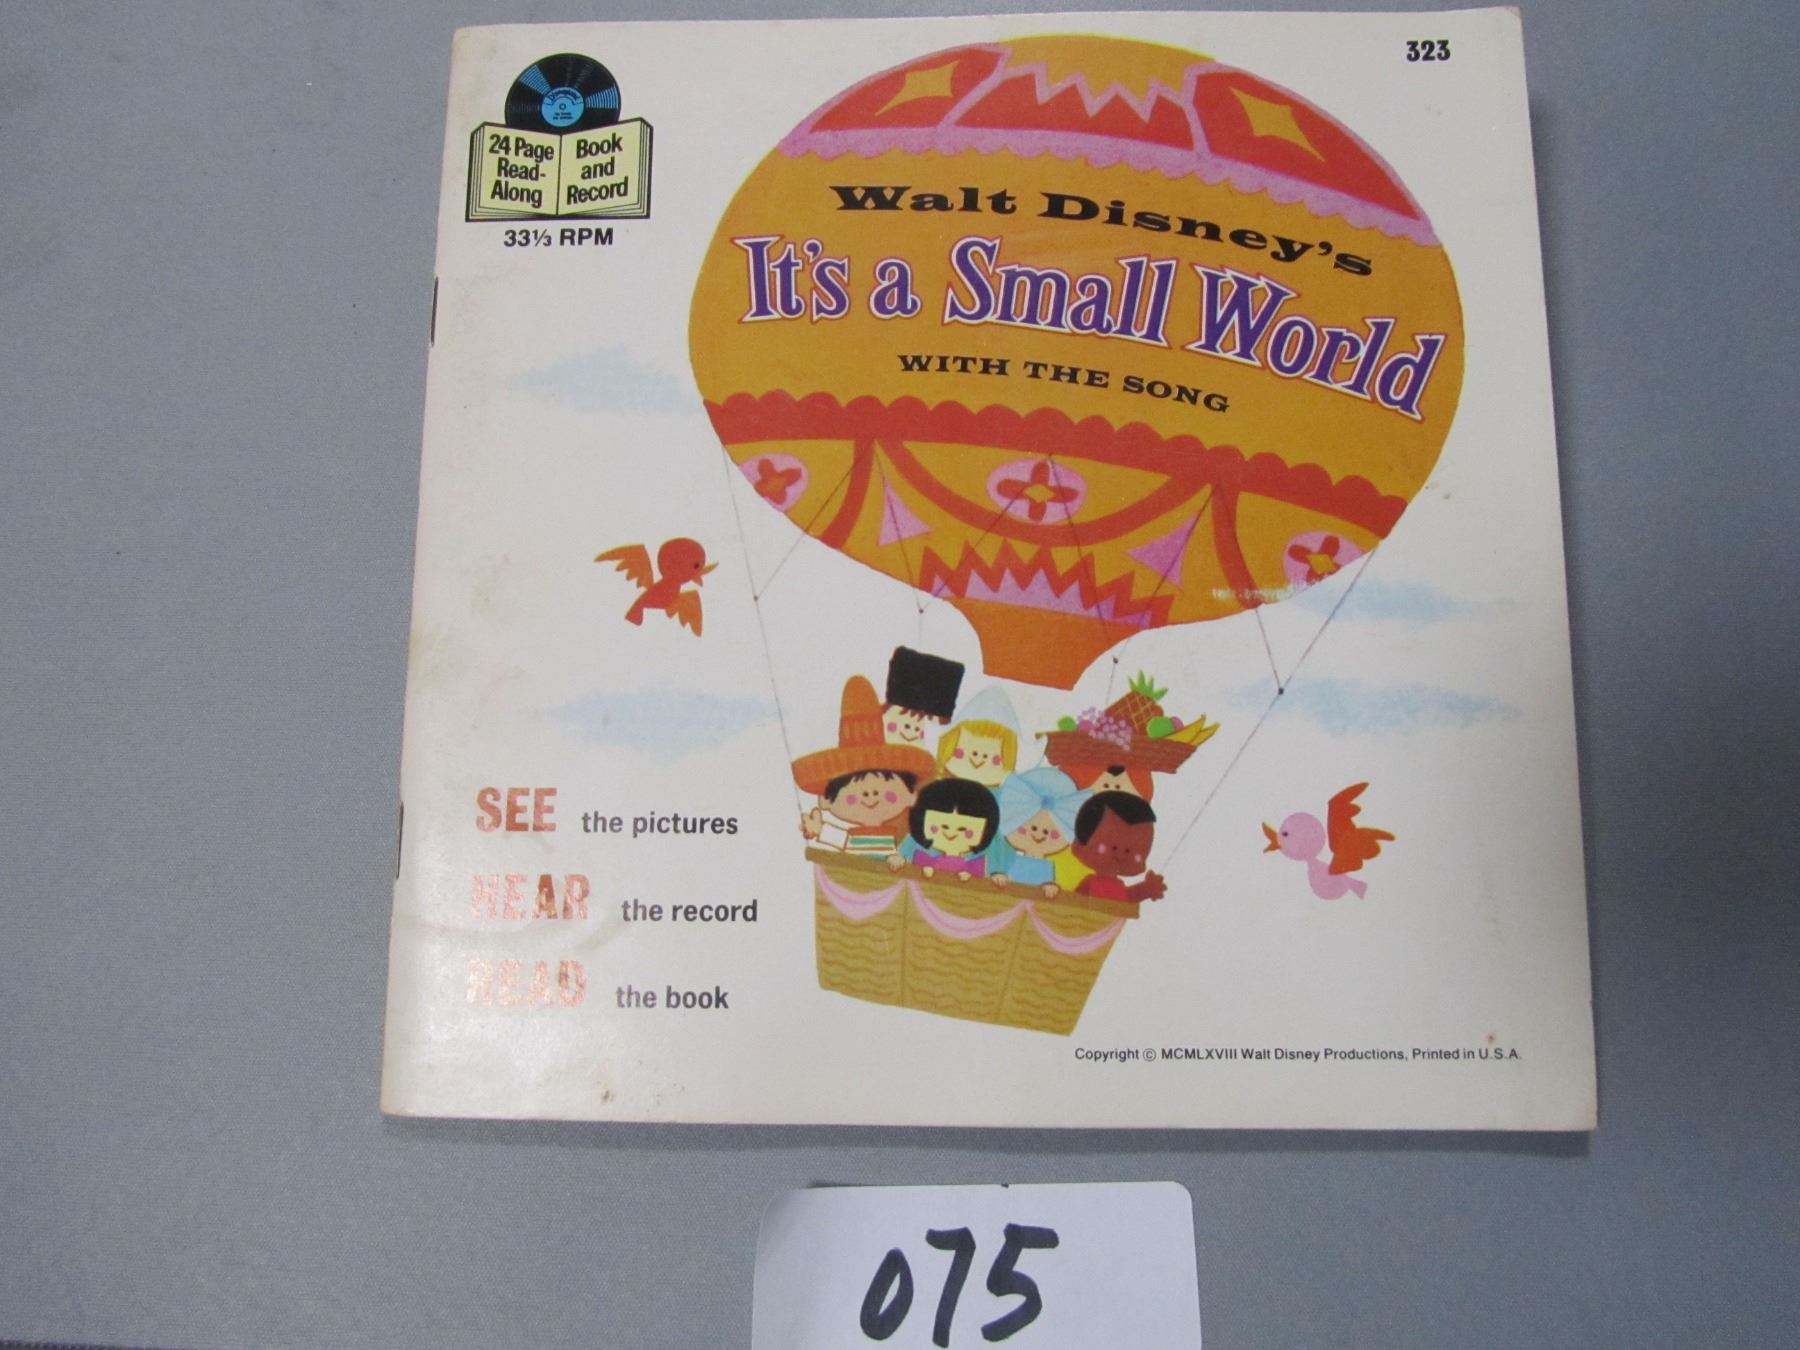 323
24 Page
Read-
Along
Book
and
Record
33⅓ RPM
Walt Disney's
It's a Small World
WITH THE SONG
SEE the pictures
HEAR the record
READ the book
Copyright © MCMLXVIII Walt Disney Productions, Printed in U.S.A.
075